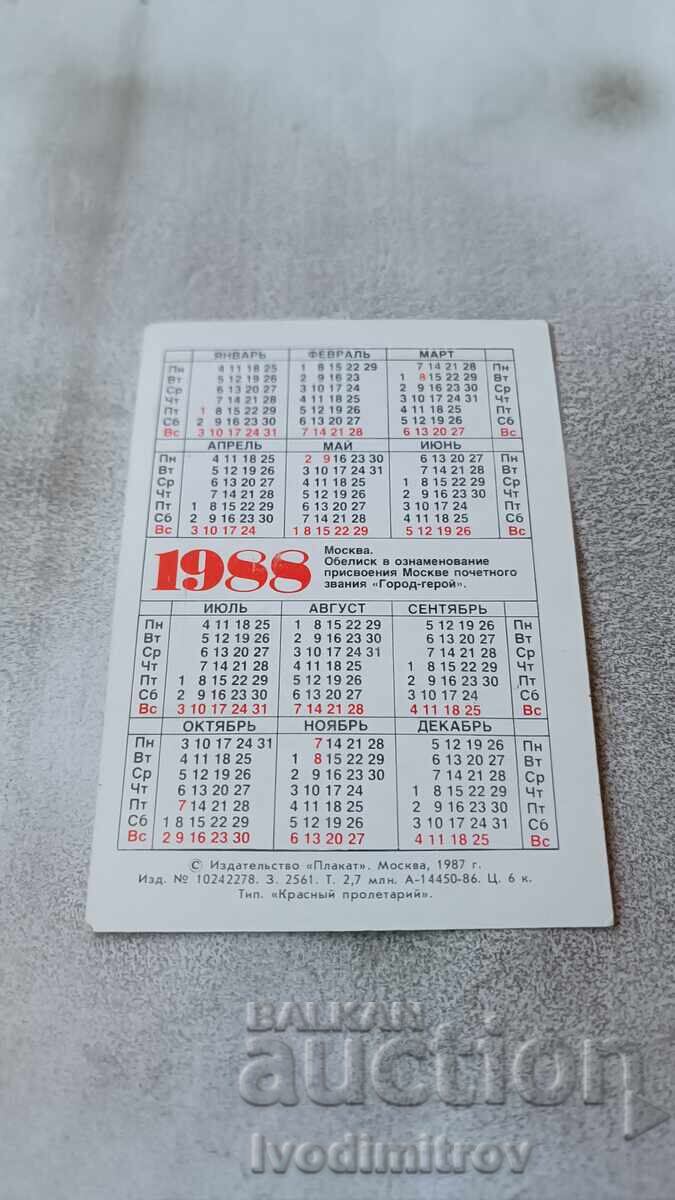 ЯНВАРЬ ФЕВРАЛЬ МАРТ
Пн 4 11 18 25 1 8 15 22 29 7 14 21 28 Пн
Вт 5 12 19 26 2 9 16 23 1 8 15 22 29 Вт
Ср 6 13 20 27 3 10 17 24 2 9 16 23 30 Ср
Чт 7 14 21 28 4 11 18 25 3 10 17 24 31 Чт
Пт 1 8 15 22 29 5 12 19 26 4 11 18 25 Пт
Сб 2 9 16 23 30 6 13 20 27 5 12 19 26 Сб
Вс 3 10 17 24 31 7 14 21 28 6 13 20 27 Вс
АПРЕЛЬ МАЙ ИЮНЬ
Пн 4 11 18 25 2 9 16 23 30 6 13 20 27 Пн
Вт 5 12 19 26 3 10 17 24 31 7 14 21 28 Вт
Ср 6 13 20 27 4 11 18 25 1 8 15 22 29 Ср
Чт 7 14 21 28 5 12 19 26 2 9 16 23 30 Чт
Пт 1 8 15 22 29 6 13 20 27 3 10 17 24 Пт
Сб 2 9 16 23 30 7 14 21 28 4 11 18 25 Сб
Вс 3 10 17 24 1 8 15 22 29 5 12 19 26 Вс
1988
Москва.
Обелиск в ознаменование
присвоения Москве почетного
звания «Город-герой».
ИЮЛЬ АВГУСТ СЕНТЯБРЬ
Пн 4 11 18 25 1 8 15 22 29 5 12 19 26 Пн
Вт 5 12 19 26 2 9 16 23 30 6 13 20 27 Вт
Ср 6 13 20 27 3 10 17 24 31 7 14 21 28 Ср
Чт 7 14 21 28 4 11 18 25 1 8 15 22 29 Чт
Пт 1 8 15 22 29 5 12 19 26 2 9 16 23 30 Пт
Сб 2 9 16 23 30 6 13 20 27 3 10 17 24 Сб
Вс 3 10 17 24 31 7 14 21 28 4 11 18 25 Вс
ОКТЯБРЬ НОЯБРЬ ДЕКАБРЬ
Пн 3 10 17 24 31 7 14 21 28 5 12 19 26 Пн
Вт 4 11 18 25 1 8 15 22 29 6 13 20 27 Вт
Ср 5 12 19 26 2 9 16 23 30 7 14 21 28 Ср
Чт 6 13 20 27 3 10 17 24 1 8 15 22 29 Чт
Пт 7 14 21 28 4 11 18 25 2 9 16 23 30 Пт
Сб 1 8 15 22 29 5 12 19 26 3 10 17 24 31 Сб
Вс 2 9 16 23 30 6 13 20 27 4 11 18 25 Вс
© Издательство «Плакат». Москва, 1987 г.
Изд. № 10242278. З. 2561. Т. 2,7 млн. А-14450-86. Ц. 6 к.
Тип. «Красный пролетарий».
BALKAN
auction
Ivodimitrov